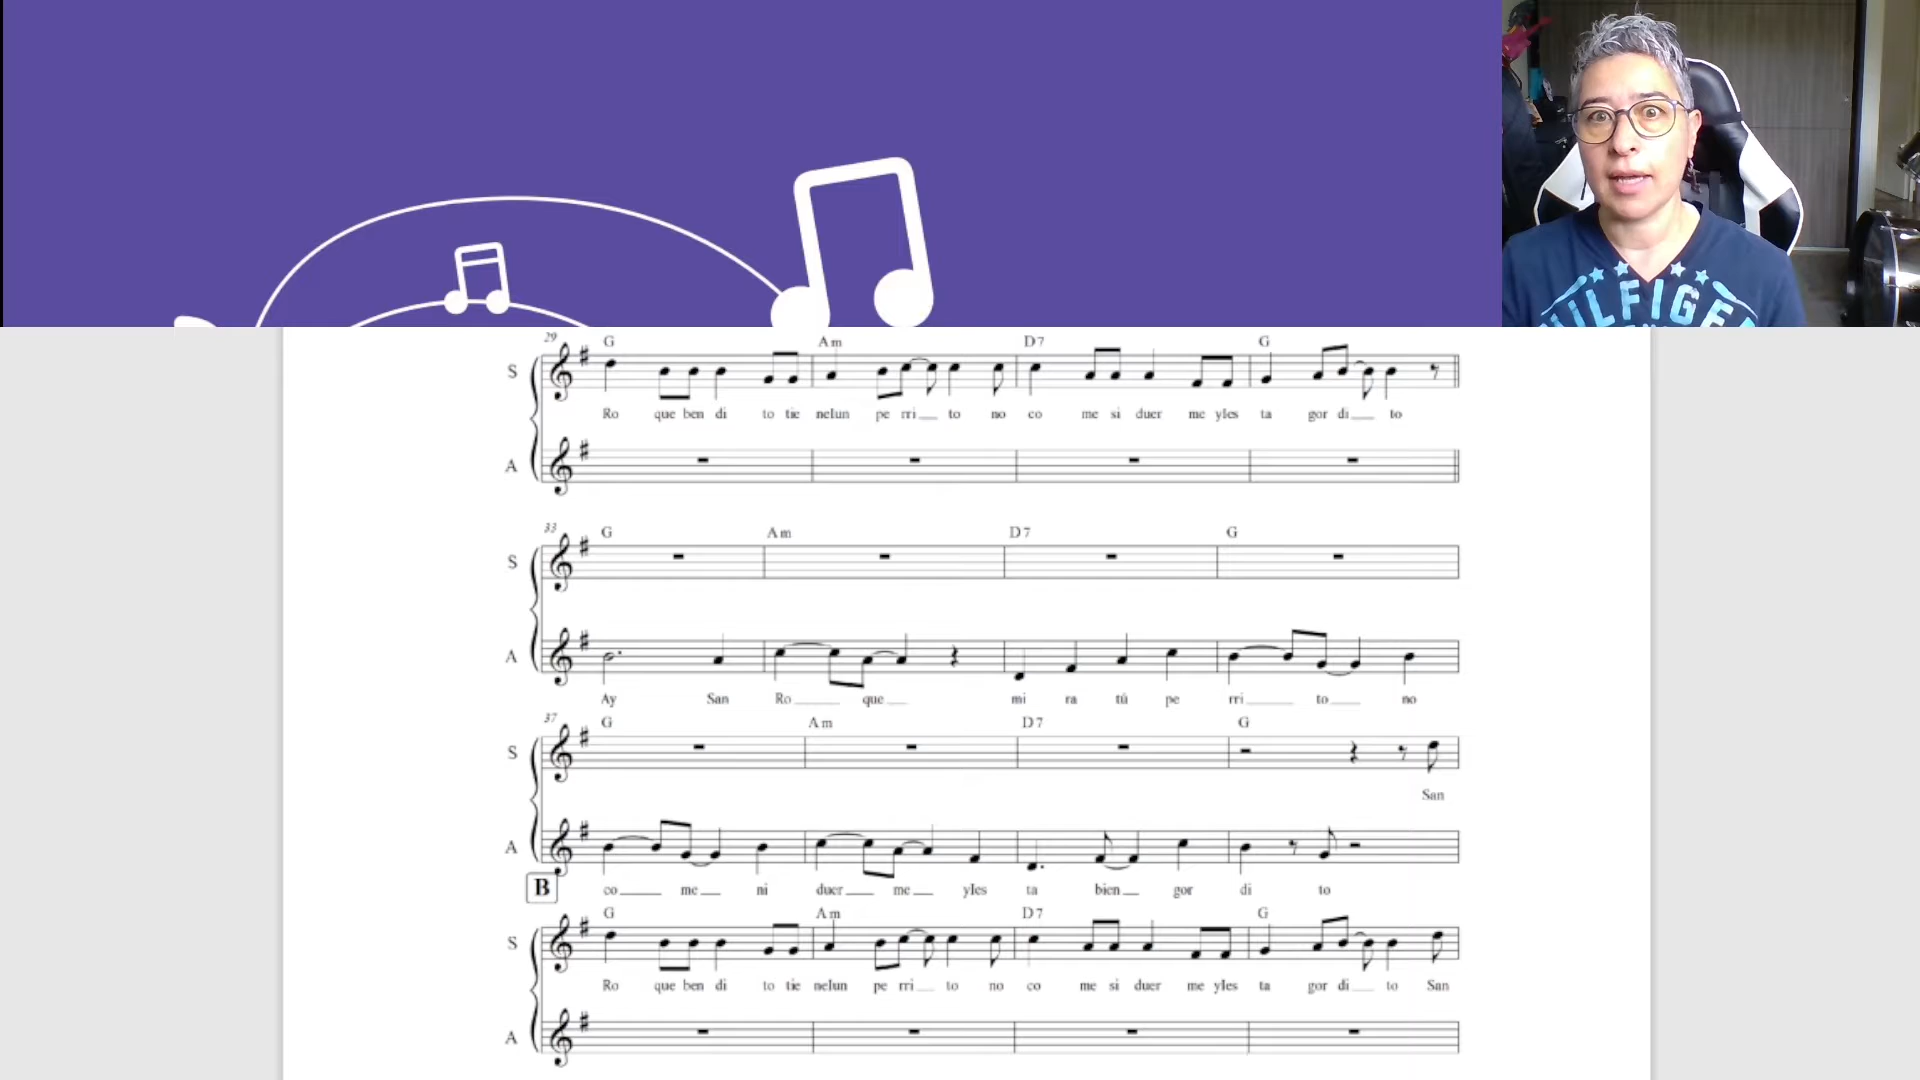 29 G Am D7 G
S
Ro que ben di to tie nelun pe rri to no co me si duer me yles ta gor di to
A
33 G Am D7 G
S
A
Ay San Ro que mi ra tú pe rri to no
37 G Am D7 G
S
San
A
co me ni duer me yles ta bien gor di to
B
G Am D7 G
S
Ro que ben di to tie nelun pe rri to no co me si duer me yles ta gor di to San
A